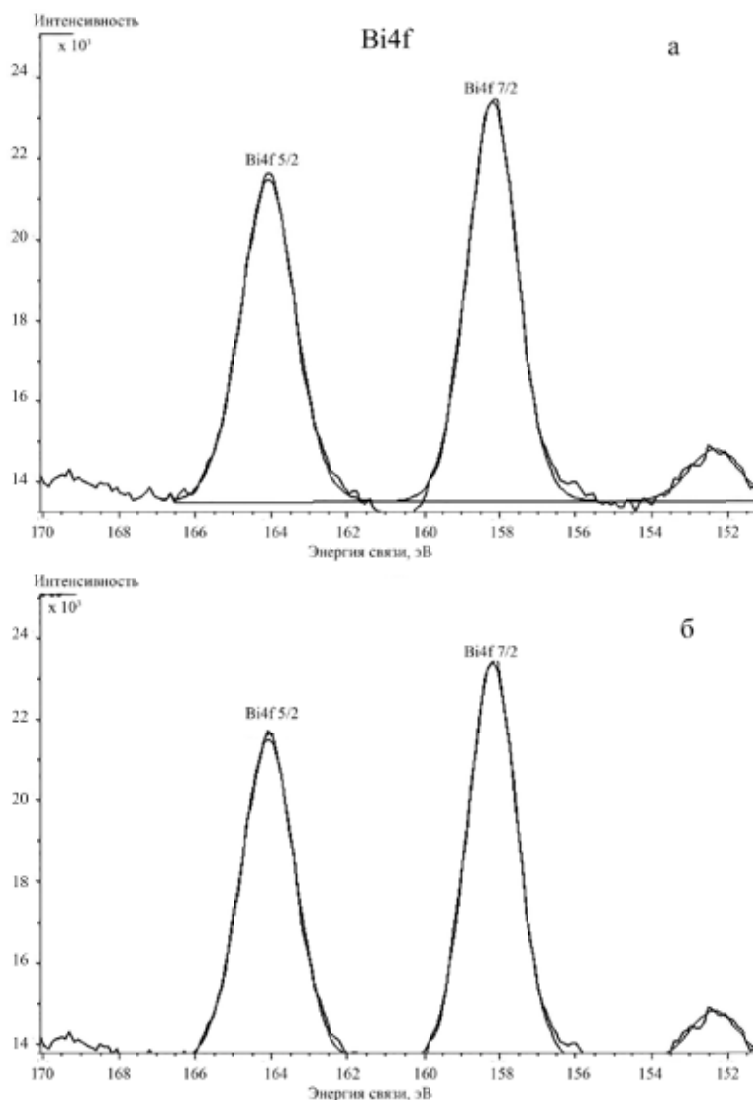 Интенсивность
x 10³
Bi4f
а
24
22
20
18
16
14
Bi4f 5/2
Bi4f 7/2
170 168 166 164 162 160 158 156 154 152
Энергия связи, эВ
Интенсивность
x 10³
б
24
22
20
18
16
14
Bi4f 5/2
Bi4f 7/2
170 168 166 164 162 160 158 156 154 152
Энергия связи, эВ